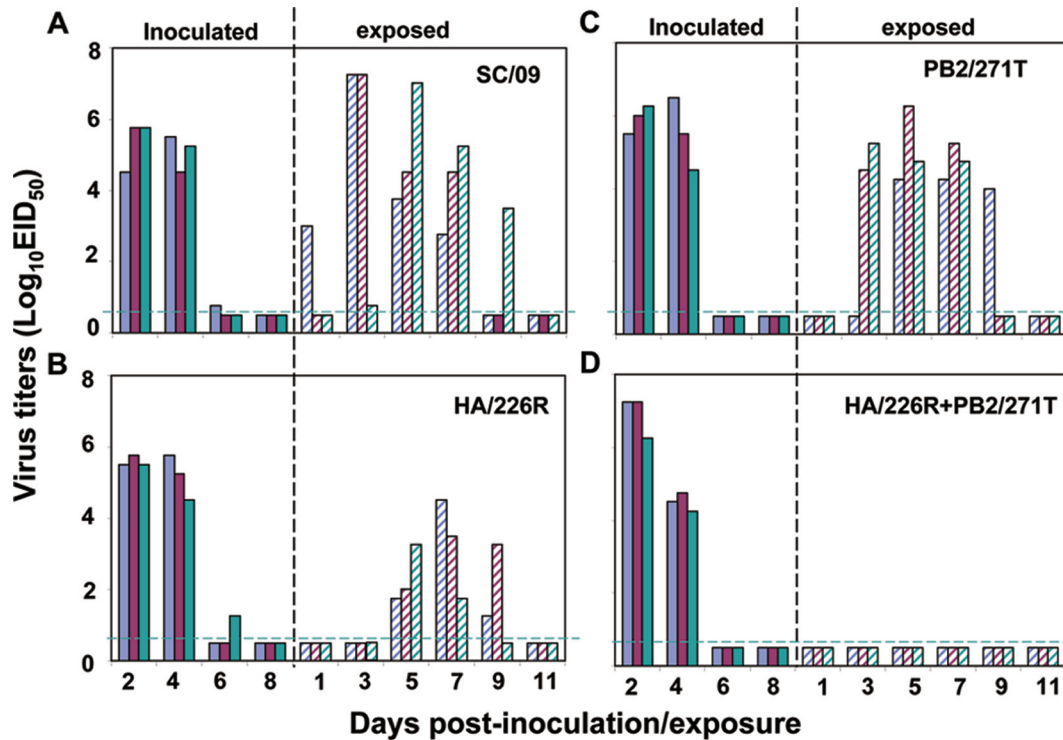 A Inoculated exposed
SC/09
8
6
4
2
0
B
HA/226R
8
6
4
2
0
2 4 6 8 1 3 5 7 9 11
C Inoculated exposed
PB2/271T
D
HA/226R+PB2/271T
2 4 6 8 1 3 5 7 9 11
Virus titers (Log10EID50)
Days post-inoculation/exposure